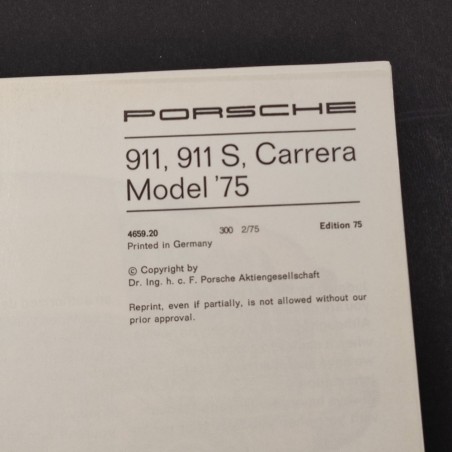 PORSCHE
911, 911 S, Carrera
Model '75
4659.20 300 2/75 Edition 75
Printed in Germany
© Copyright by
Dr. Ing. h. c. F. Porsche Aktiengesellschaft
Reprint, even if partially, is not allowed without our
prior approval.